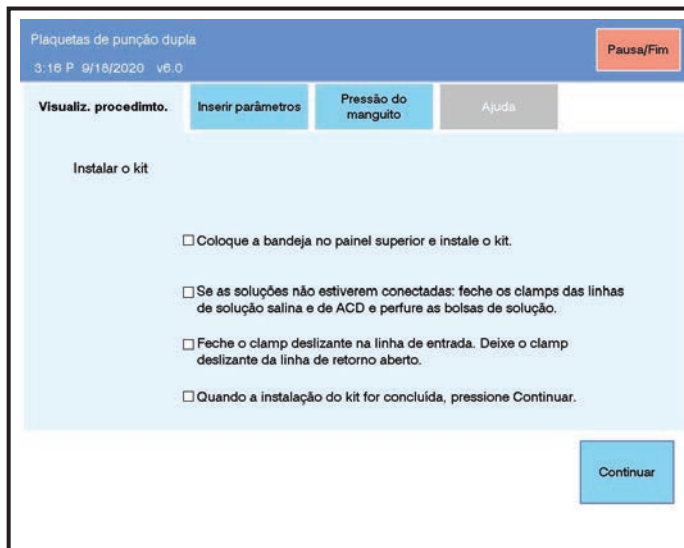 Plaquetas de punção dupla
Pausa/Fim
3:16 P 9/18/2020 v6.0
Visualiz. procedimto.
Inserir parâmetros
Pressão do
manguito
Ajuda
Instalar o kit
Coloque a bandeja no painel superior e instale o kit.
Se as soluções não estiverem conectadas: feche os clamps das linhas
de solução salina e de ACD e perfure as bolsas de solução.
Feche o clamp deslizante na linha de entrada. Deixe o clamp
deslizante da linha de retorno aberto.
Quando a instalação do kit for concluída, pressione Continuar.
Continuar